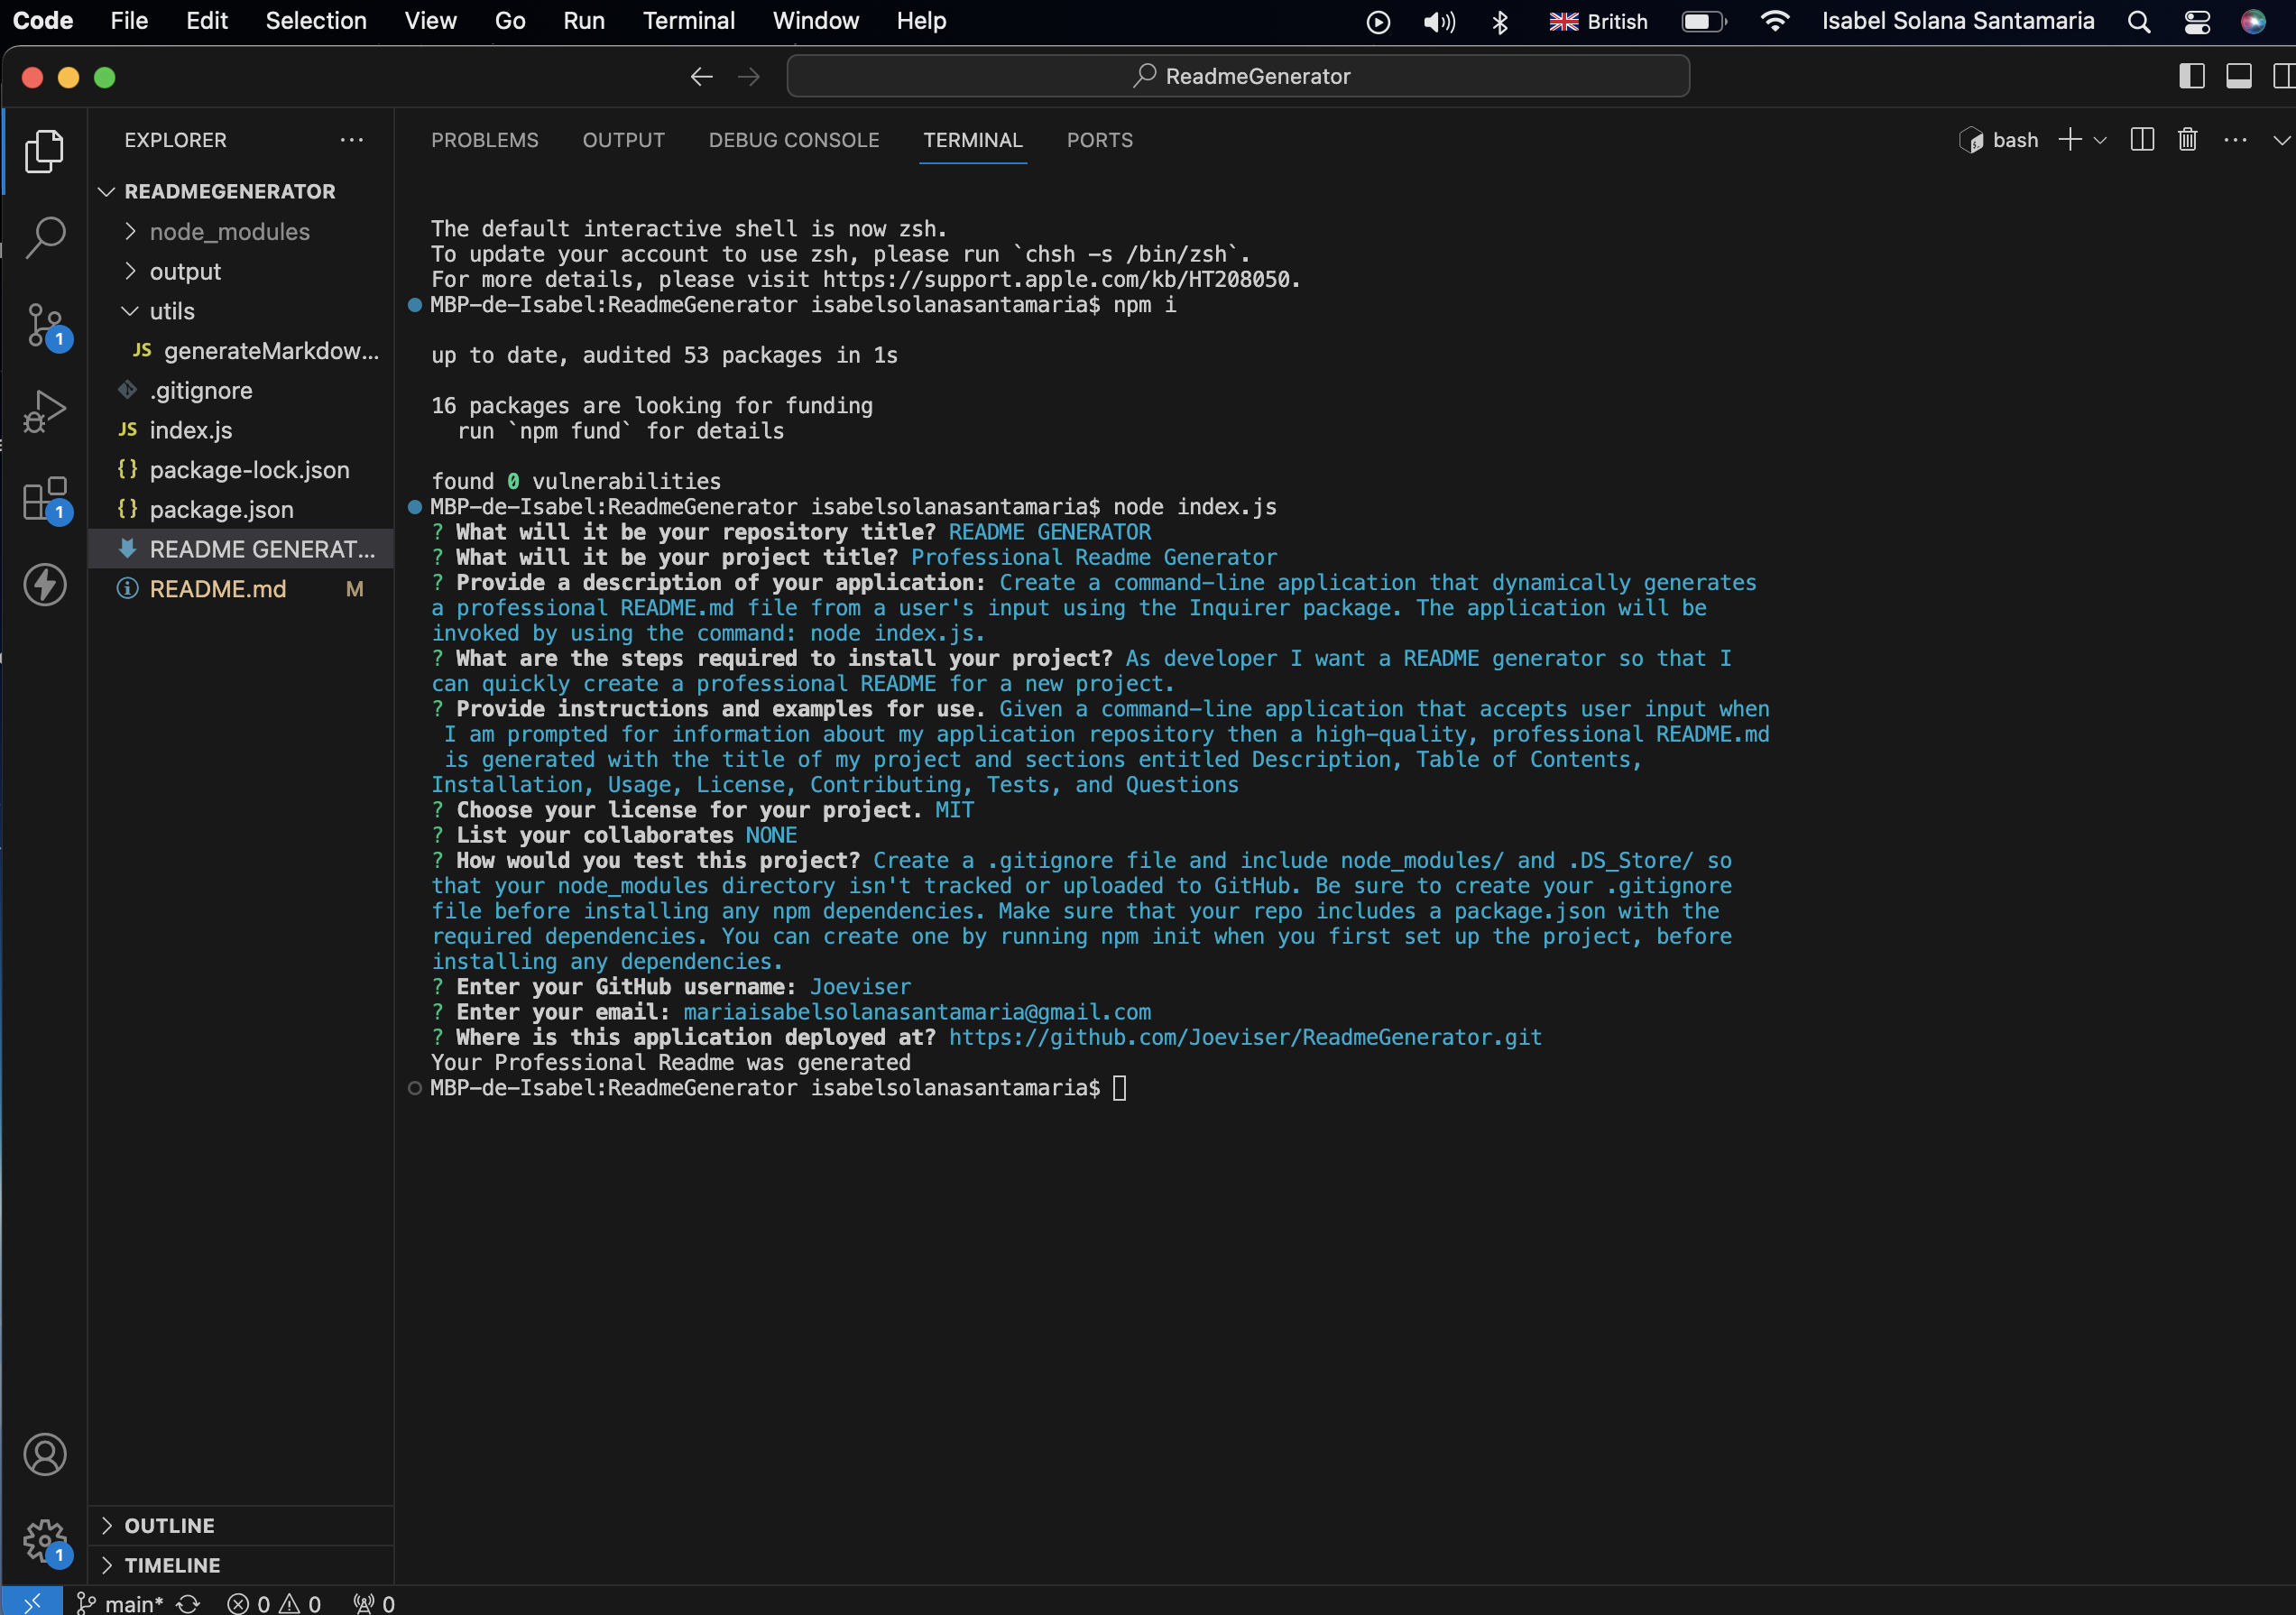 Code File Edit Selection View Go Run Terminal Window Help British Isabel Solana Santamaria
ReadmeGenerator
EXPLORER
READMEGENERATOR
node_modules
output
utils
JS generateMarkdow...
.gitignore
JS index.js
{} package-lock.json
{} package.json
README GENERAT...
README.md M
1
1
OUTLINE
TIMELINE
1
PROBLEMS OUTPUT DEBUG CONSOLE TERMINAL PORTS bash
The default interactive shell is now zsh.
To update your account to use zsh, please run `chsh -s /bin/zsh`.
For more details, please visit https://support.apple.com/kb/HT208050.
MBP-de-Isabel:ReadmeGenerator isabelsolanasantamaria$ npm i
up to date, audited 53 packages in 1s
16 packages are looking for funding
run `npm fund` for details
found 0 vulnerabilities
MBP-de-Isabel:ReadmeGenerator isabelsolanasantamaria$ node index.js
? What will it be your repository title? README GENERATOR
? What will it be your project title? Professional Readme Generator
? Provide a description of your application: Create a command-line application that dynamically generates
a professional README.md file from a user's input using the Inquirer package. The application will be
invoked by using the command: node index.js.
? What are the steps required to install your project? As developer I want a README generator so that I
can quickly create a professional README for a new project.
? Provide instructions and examples for use. Given a command-line application that accepts user input when
I am prompted for information about my application repository then a high-quality, professional README.md
is generated with the title of my project and sections entitled Description, Table of Contents,
Installation, Usage, License, Contributing, Tests, and Questions
? Choose your license for your project. MIT
? List your collaborates NONE
? How would you test this project? Create a .gitignore file and include node_modules/ and .DS_Store/ so
that your node_modules directory isn't tracked or uploaded to GitHub. Be sure to create your .gitignore
file before installing any npm dependencies. Make sure that your repo includes a package.json with the
required dependencies. You can create one by running npm init when you first set up the project, before
installing any dependencies.
? Enter your GitHub username: Joeviser
? Enter your email: mariaisabelsolanasantamaria@gmail.com
? Where is this application deployed at? https://github.com/Joeviser/ReadmeGenerator.git
Your Professional Readme was generated
MBP-de-Isabel:ReadmeGenerator isabelsolanasantamaria$
main* 0 0 0